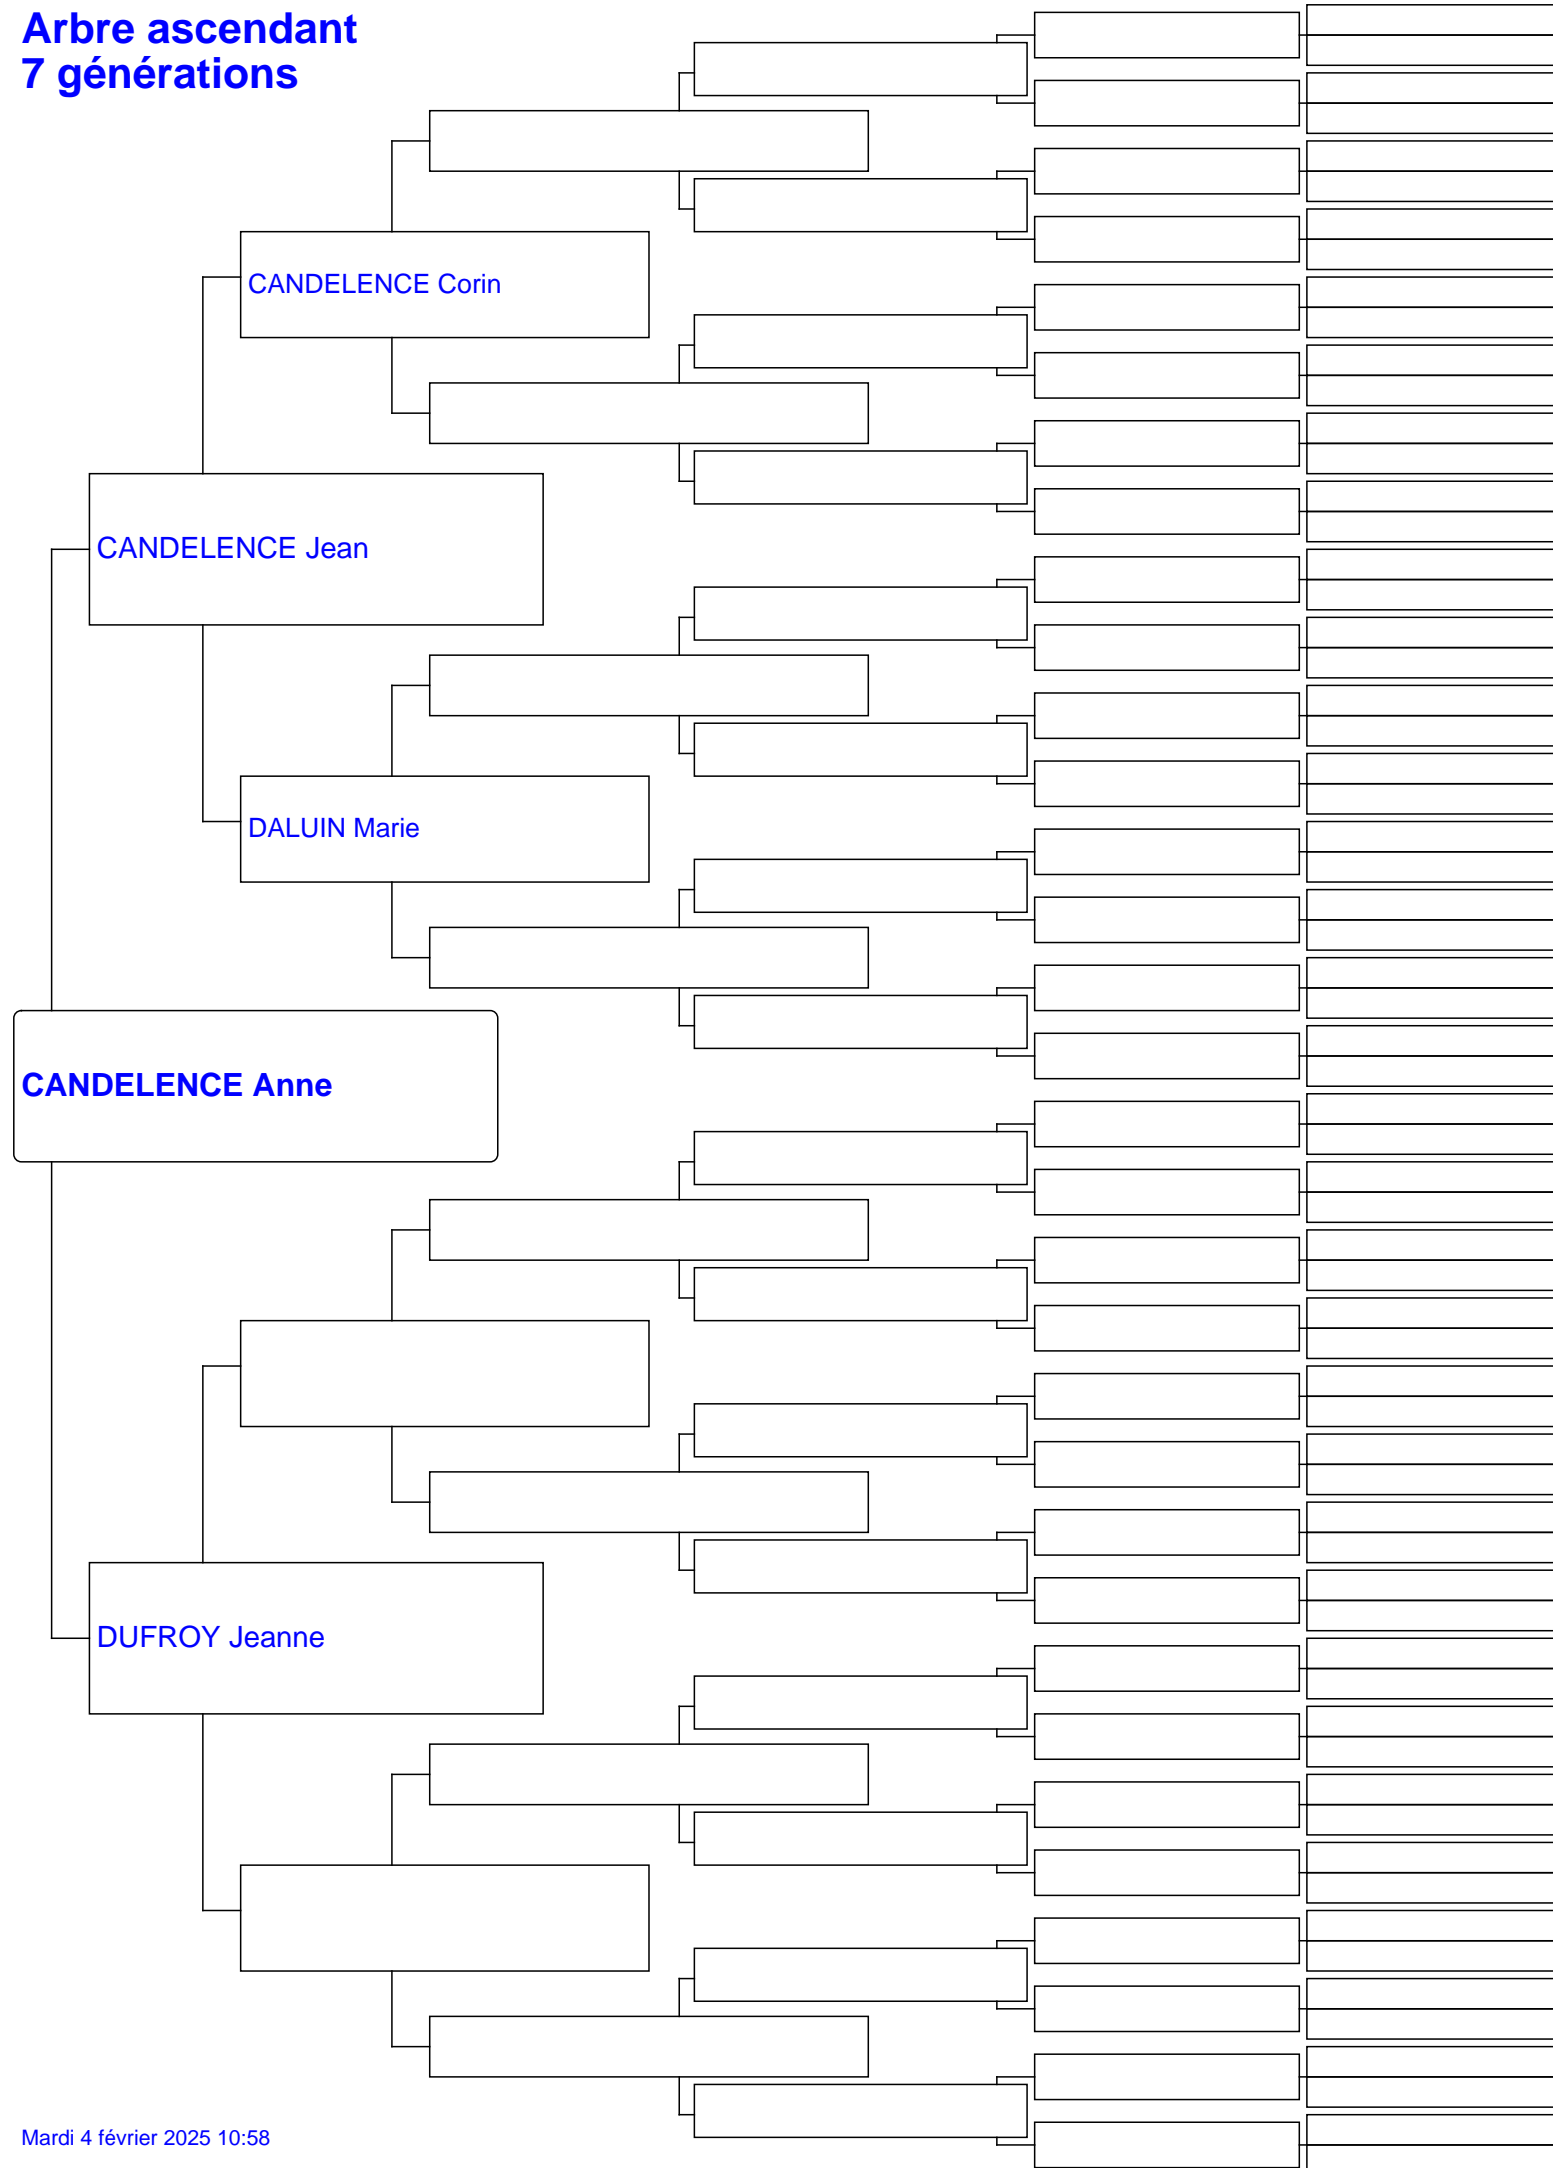 Arbre ascendant
7 générations
CANDELENCE Corin
CANDELENCE Jean
DALUIN Marie
CANDELENCE Anne
DUFROY Jeanne
Mardi 4 février 2025 10:58